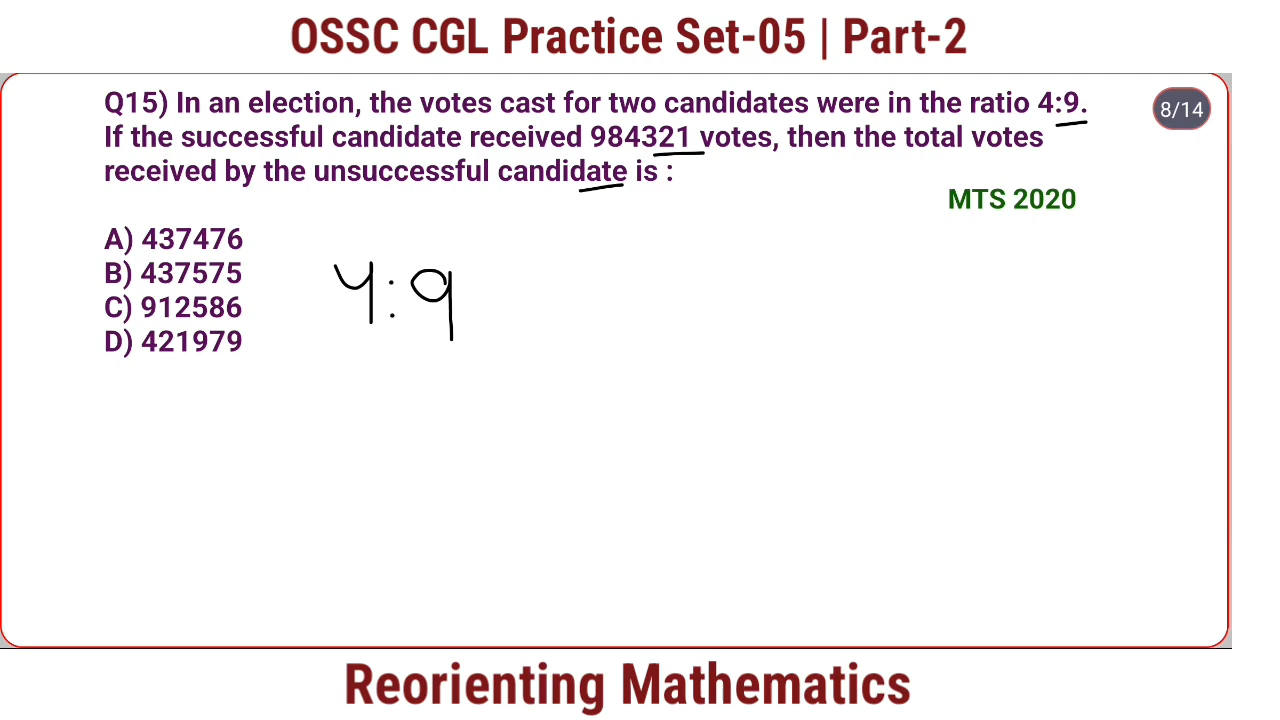 OSSC CGL Practice Set-05 | Part-2
Q15) In an election, the votes cast for two candidates were in the ratio 4:9.
8/14
If the successful candidate received 984321 votes, then the total votes
received by the unsuccessful candidate is :
MTS 2020
A) 437476
B) 437575
C) 912586
D) 421979
4:9
Reorienting Mathematics